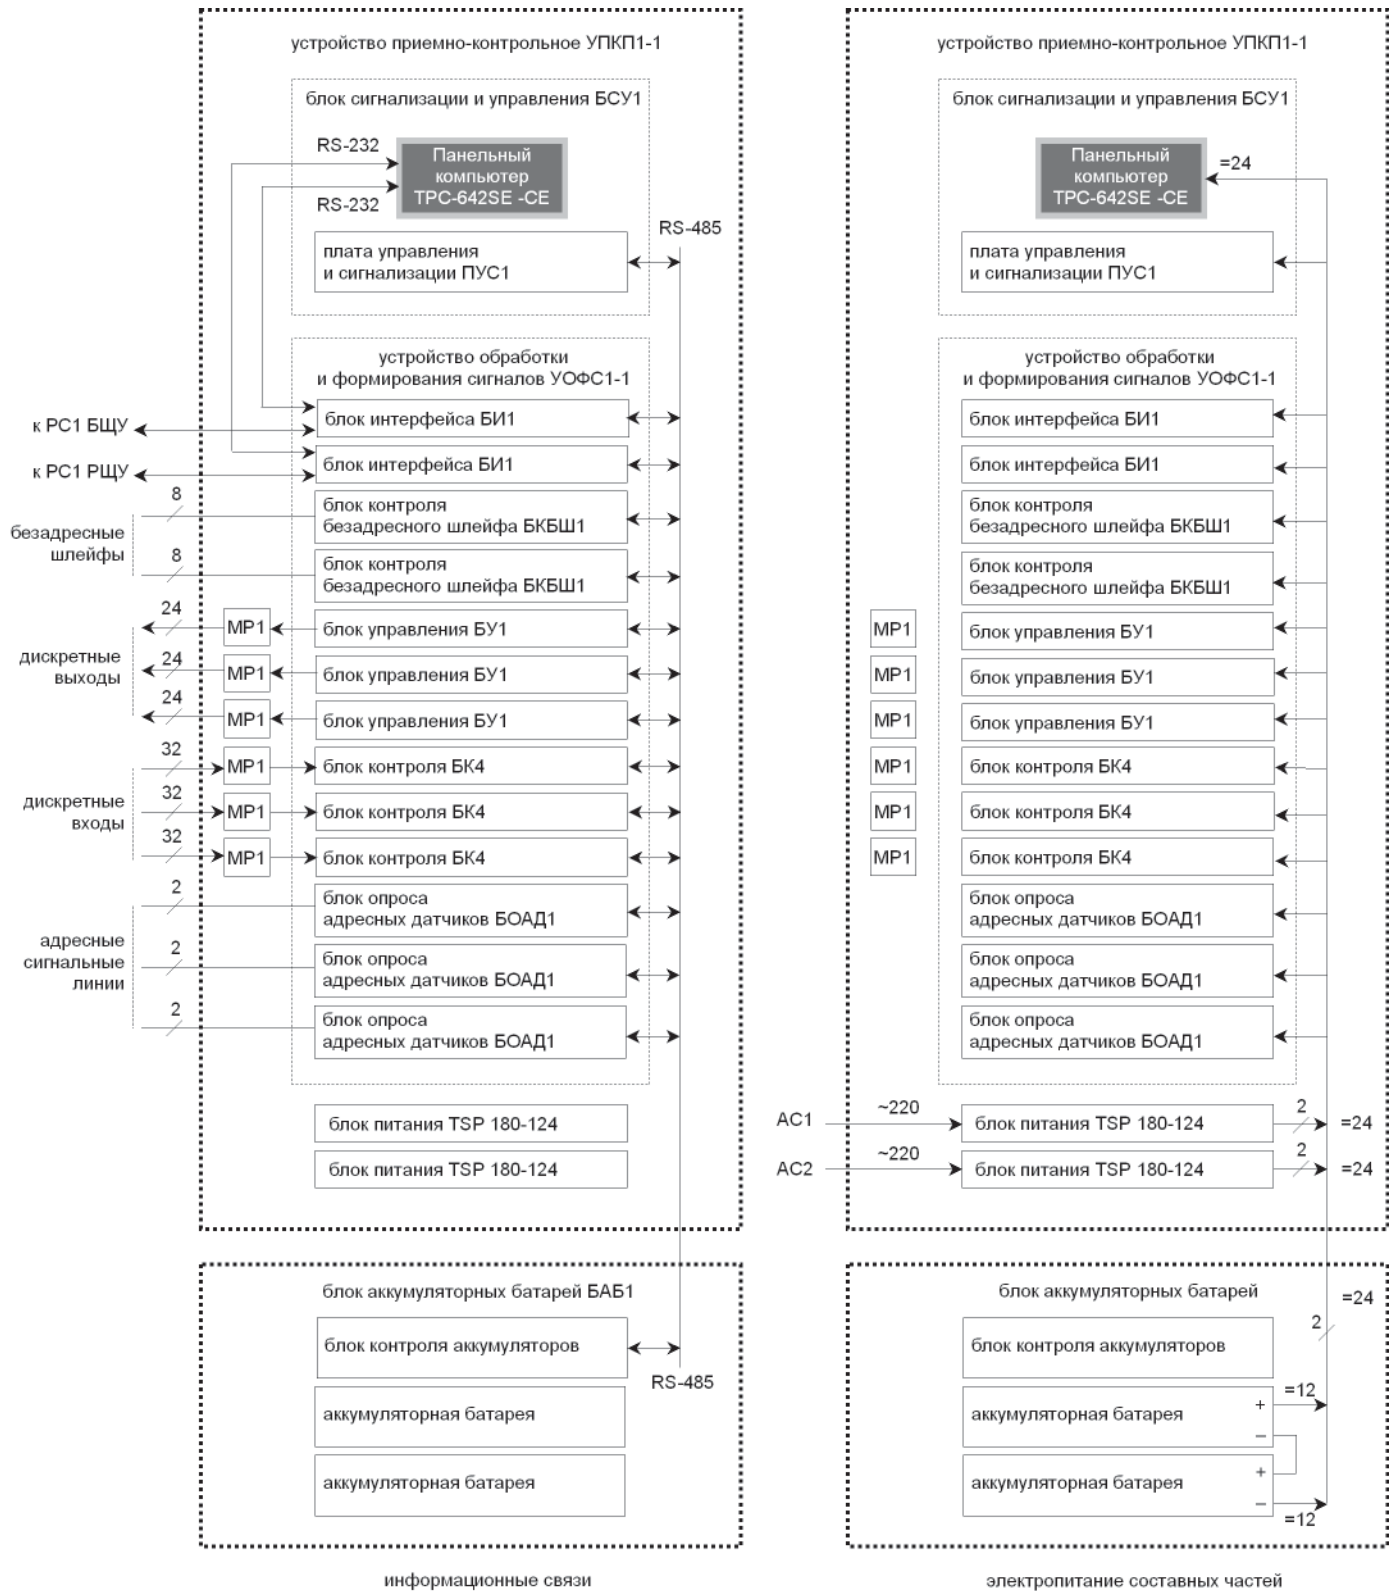 устройство приемно-контрольное УПКП1-1
блок сигнализации и управления БСУ1
RS-232
Панельный
компьютер
TPC-642SE -CE
RS-232
RS-485
плата управления
и сигнализации ПУС1
устройство обработки
и формирования сигналов УОФС1-1
к РС1 БЩУ
блок интерфейса БИ1
к РС1 РЩУ
блок интерфейса БИ1
безадресные
шлейфы
8
блок контроля
безадресного шлейфа БКБШ1
8
блок контроля
безадресного шлейфа БКБШ1
дискретные
выходы
24
МР1
блок управления БУ1
24
МР1
блок управления БУ1
24
МР1
блок управления БУ1
дискретные
входы
32
МР1
блок контроля БК4
32
МР1
блок контроля БК4
32
МР1
блок контроля БК4
адресные
сигнальные
линии
2
блок опроса
адресных датчиков БОАД1
2
блок опроса
адресных датчиков БОАД1
2
блок опроса
адресных датчиков БОАД1
блок питания TSP 180-124
блок питания TSP 180-124
блок аккумуляторных батарей БАБ1
блок контроля аккумуляторов
RS-485
аккумуляторная батарея
аккумуляторная батарея
информационные связи
устройство приемно-контрольное УПКП1-1
блок сигнализации и управления БСУ1
Панельный
компьютер
TPC-642SE -CE
=24
плата управления
и сигнализации ПУС1
устройство обработки
и формирования сигналов УОФС1-1
блок интерфейса БИ1
блок интерфейса БИ1
блок контроля
безадресного шлейфа БКБШ1
блок контроля
безадресного шлейфа БКБШ1
МР1
блок управления БУ1
МР1
блок управления БУ1
МР1
блок управления БУ1
МР1
блок контроля БК4
МР1
блок контроля БК4
МР1
блок контроля БК4
блок опроса
адресных датчиков БОАД1
блок опроса
адресных датчиков БОАД1
блок опроса
адресных датчиков БОАД1
АС1
~220
блок питания TSP 180-124
2
=24
АС2
~220
блок питания TSP 180-124
2
=24
блок аккумуляторных батарей
=24
2
блок контроля аккумуляторов
=12
аккумуляторная батарея
+
–
аккумуляторная батарея
+
–
=12
электропитание составных частей